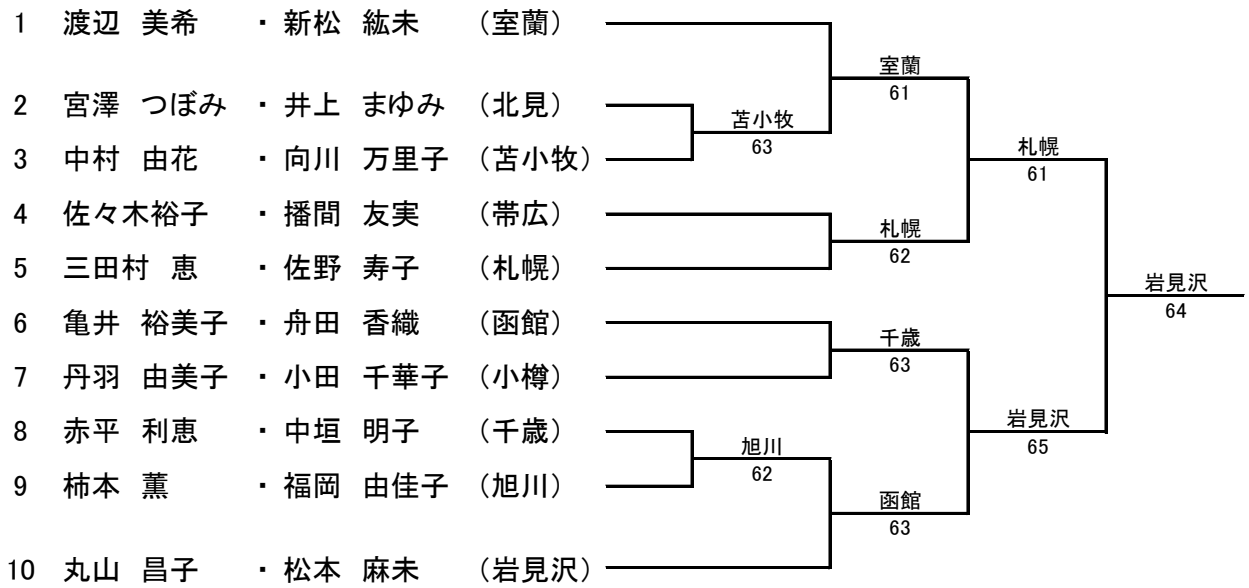 1 渡辺 美希 ・ 新松 紘未 （室蘭）
室蘭
61
2 宮澤 つぼみ ・ 井上 まゆみ （北見）
苫小牧
63
3 中村 由花 ・ 向川 万里子 （苫小牧）
札幌
61
4 佐々木裕子 ・ 播間 友実 （帯広）
札幌
62
5 三田村 恵 ・ 佐野 寿子 （札幌）
岩見沢
64
6 亀井 裕美子 ・ 舟田 香織 （函館）
千歳
63
7 丹羽 由美子 ・ 小田 千華子 （小樽）
8 赤平 利恵 ・ 中垣 明子 （千歳）
岩見沢
65
旭川
62
9 柿本 薫 ・ 福岡 由佳子 （旭川）
函館
63
10 丸山 昌子 ・ 松本 麻未 （岩見沢）